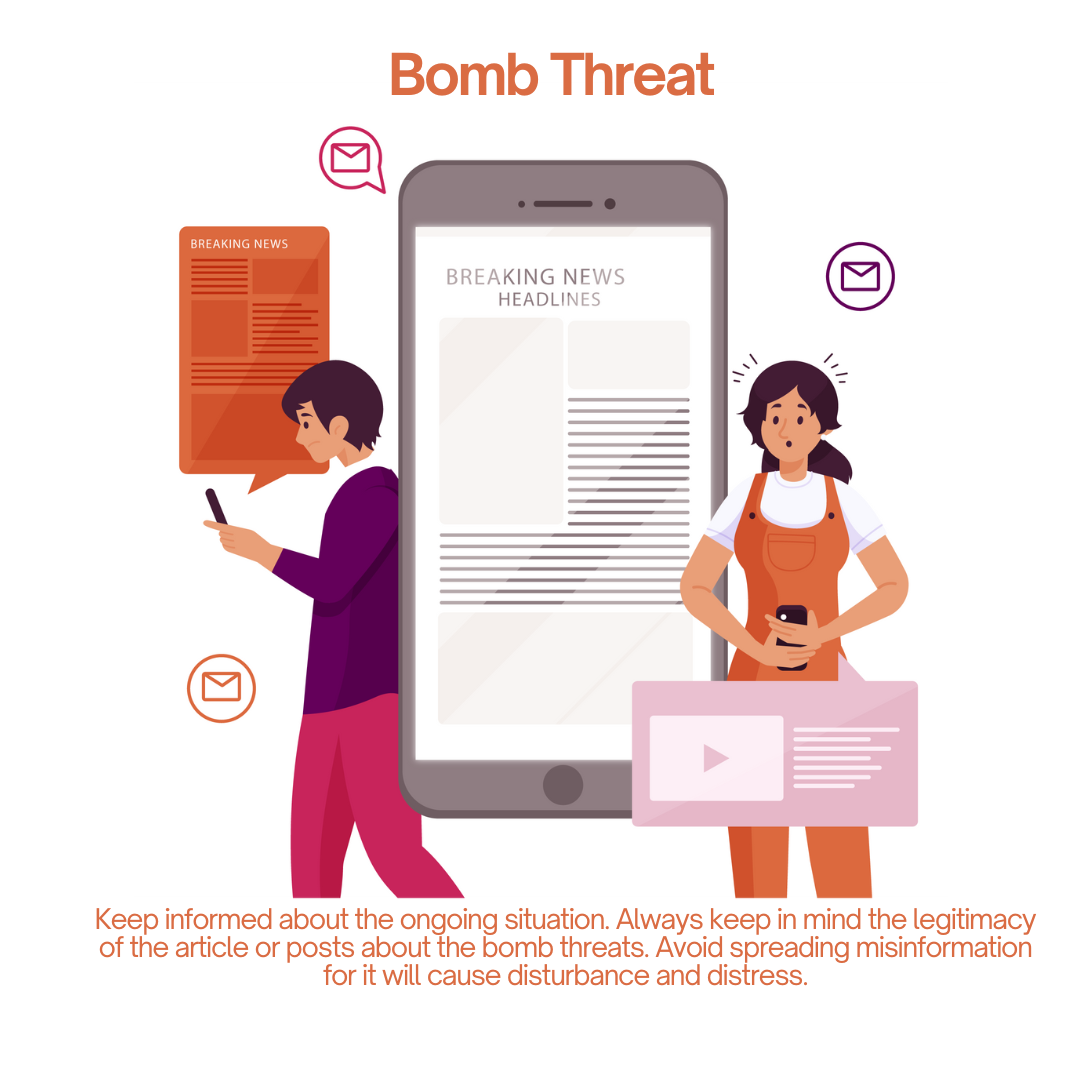 Bomb Threat
BREAKING NEWS
BREAKING NEWS
HEADLINES
Keep informed about the ongoing situation. Always keep in mind the legitimacy
of the article or posts about the bomb threats. Avoid spreading misinformation
for it will cause disturbance and distress.